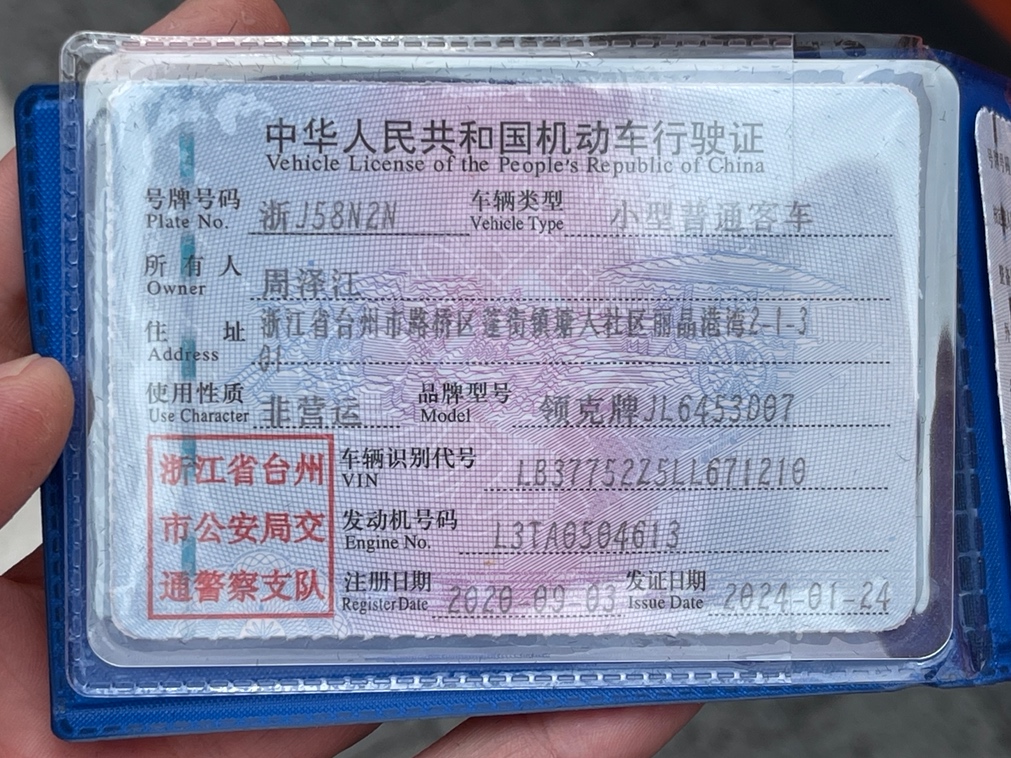 中华人民共和国机动车行驶证
Vehicle License of the People's Republic of China
号牌号码 浙J58N2N 车辆类型 小型普通客车
Plate No. Vehicle Type
所有人 周泽江
Owner
住址 浙江省台州市路桥区蓬街镇塘人社区丽晶港湾2-1-3
Address 01
使用性质 非营运 品牌型号 领克牌JL6453D07
Use Character Model
浙江省台州
市公安局交
通警察支队
车辆识别代号 LB37752Z5LL671210
VIN
发动机号码 L3TA0504613
Engine No.
注册日期 2020-09-03 发证日期 2024-01-24
Register Date Issue Date